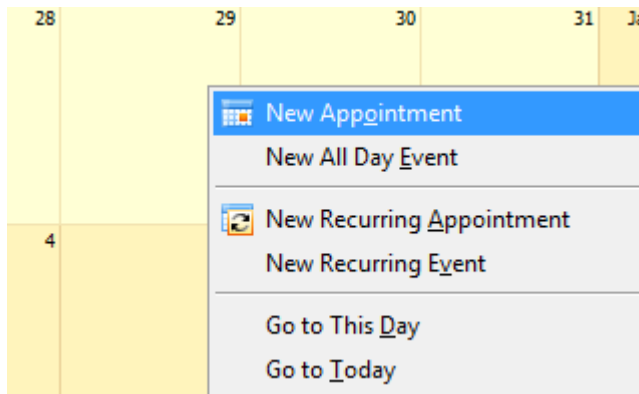 28 29 30 31 Ja
New Appointment
New All Day Event
New Recurring Appointment
4
New Recurring Event
Go to This Day
Go to Today